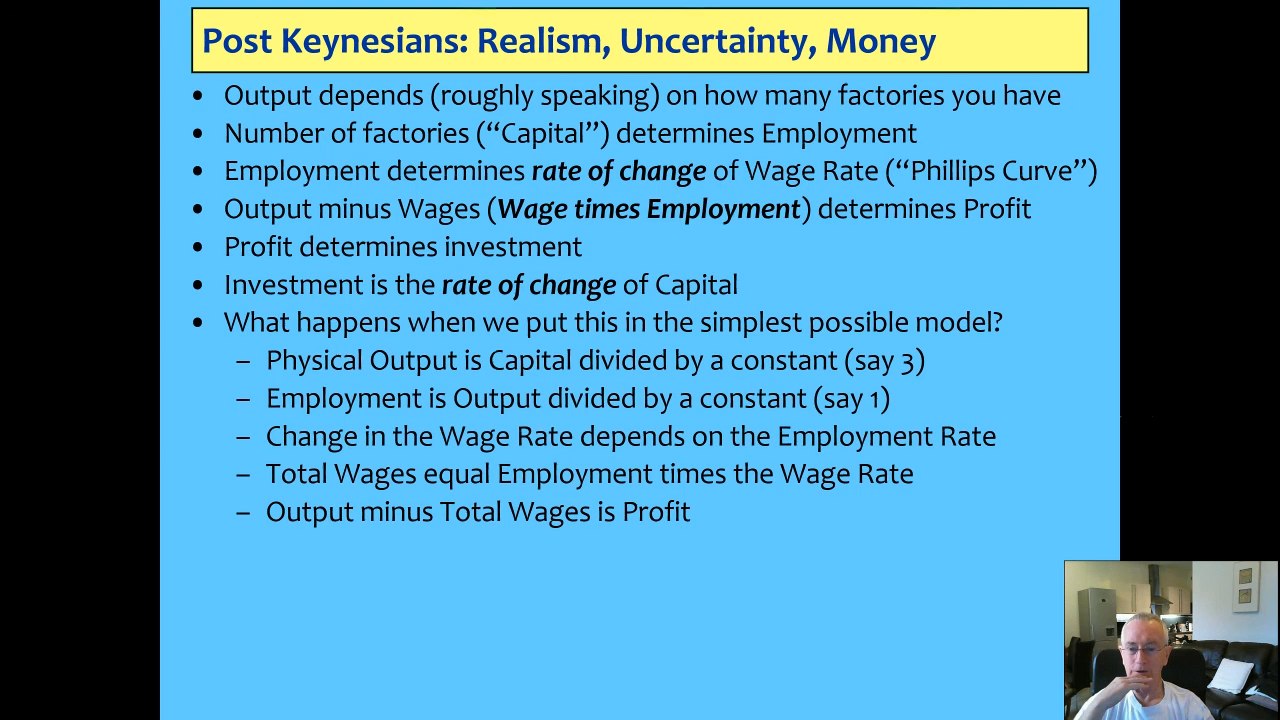 Post Keynesians: Realism, Uncertainty, Money
• Output depends (roughly speaking) on how many factories you have
• Number of factories (“Capital”) determines Employment
• Employment determines rate of change of Wage Rate (“Phillips Curve”)
• Output minus Wages (Wage times Employment) determines Profit
• Profit determines investment
• Investment is the rate of change of Capital
• What happens when we put this in the simplest possible model?
– Physical Output is Capital divided by a constant (say 3)
– Employment is Output divided by a constant (say 1)
– Change in the Wage Rate depends on the Employment Rate
– Total Wages equal Employment times the Wage Rate
– Output minus Total Wages is Profit